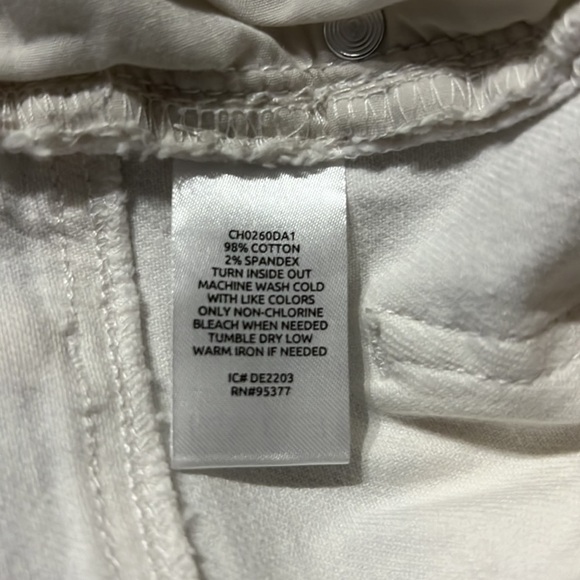 CH0260DA1
98% COTTON
2% SPANDEX
TURN INSIDE OUT
MACHINE WASH COLD
WITH LIKE COLORS
ONLY NON-CHLORINE
BLEACH WHEN NEEDED
TUMBLE DRY LOW
WARM IRON IF NEEDED
IC# DE2203
RN#95377